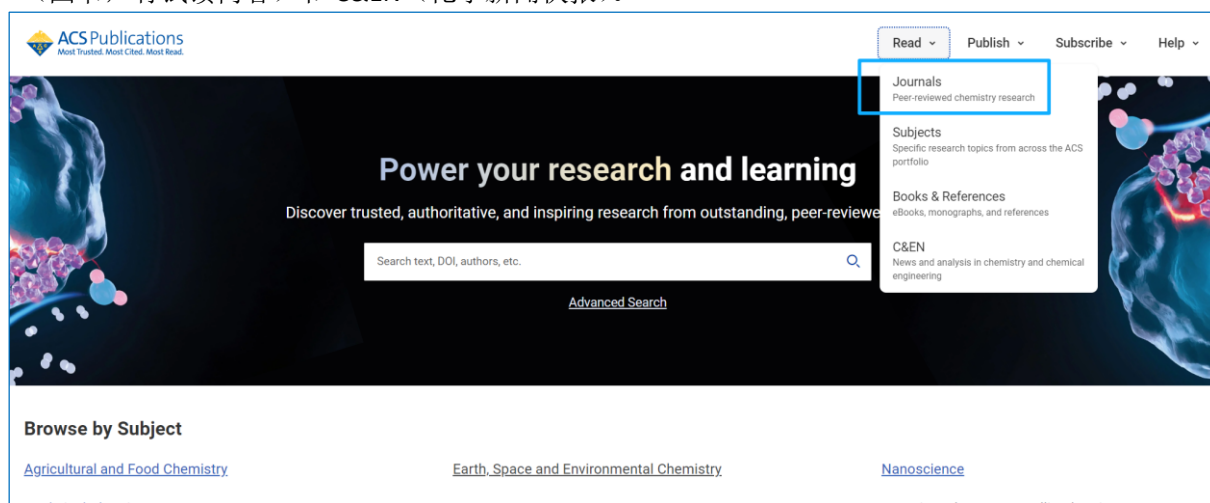 ACS Publications
Most Trusted. Most Cited. Most Read.
Read
Publish
Subscribe
Help
Journals
Peer-reviewed chemistry research
Subjects
Specific research topics from across the ACS
portfolio
Books & References
eBooks, monographs, and references
C&EN
News and analysis in chemistry and chemical
engineering
Power your research and learning
Discover trusted, authoritative, and inspiring research from outstanding, peer-reviewe
Search text, DOI, authors, etc.
Advanced Search
Browse by Subject
Agricultural and Food Chemistry
Earth, Space and Environmental Chemistry
Nanoscience